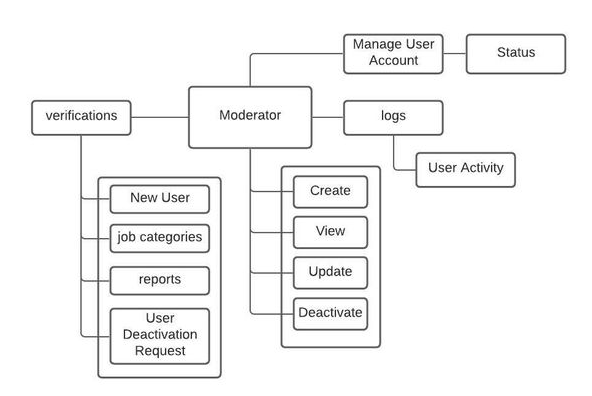 Manage User
Account
Status
verifications
Moderator
logs
User Activity
New User
job categories
reports
User
Deactivation
Request
Create
View
Update
Deactivate